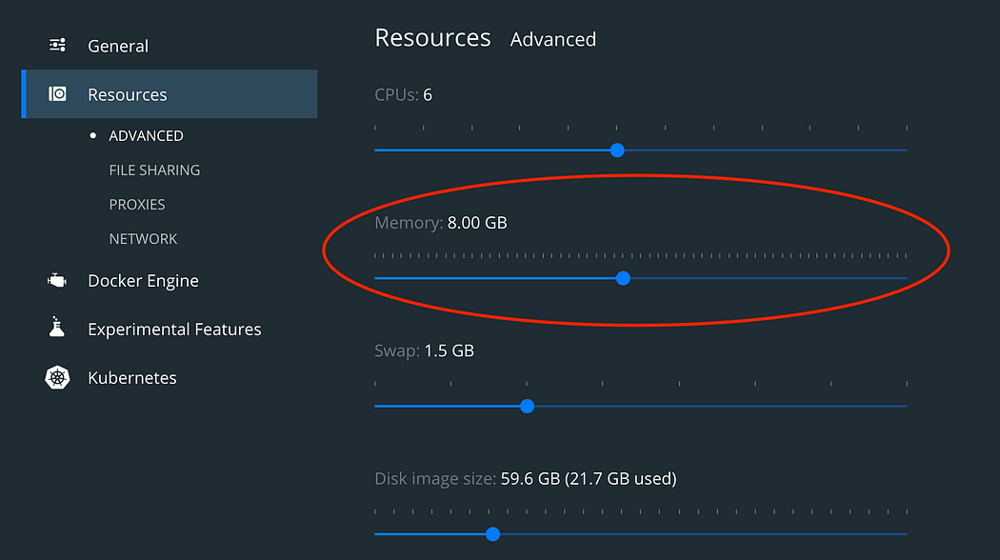 General
Resources
ADVANCED
FILE SHARING
PROXIES
NETWORK
Docker Engine
Experimental Features
Kubernetes
Resources Advanced
CPUs: 6
Memory: 8.00 GB
Swap: 1.5 GB
Disk image size: 59.6 GB (21.7 GB used)